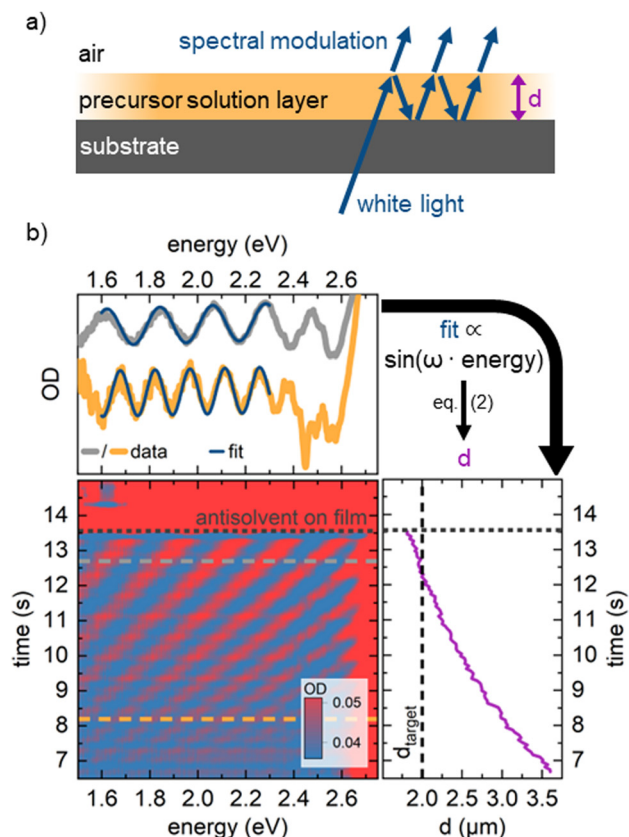 a)
air
spectral modulation
precursor solution layer
d
substrate
white light
b)
energy (eV)
1.6 1.8 2.0 2.2 2.4 2.6
OD
/ data fit
fit ∝
sin(ω · energy)
eq. (2)
d
antisolvent on film
time (s)
14
13
12
11
10
9
8
7
OD
0.05
0.04
1.6 1.8 2.0 2.2 2.4 2.6
energy (eV)
d_target
14
13
12
11
10
9
8
7
time (s)
2.0 2.5 3.0 3.5
d (µm)